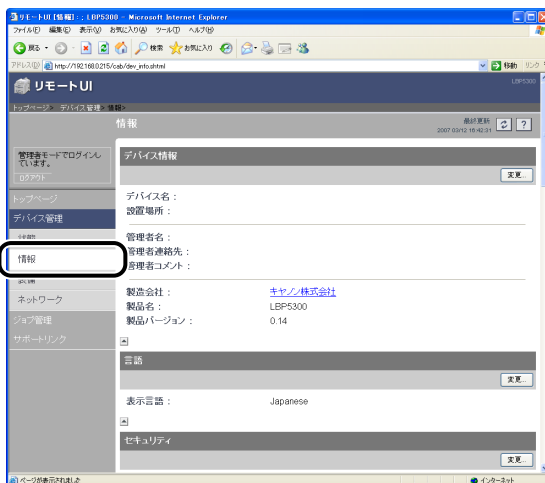 リモートUI [情報] : ; LBP5300 - Microsoft Internet Explorer
ファイル(F) 編集(E) 表示(V) お気に入り(A) ツール(T) ヘルプ(H)
戻る 検索 お気に入り
アドレス(D) http://192.168.0.215/cab/dev_info.shtml 移動 リンク
リモートUI LBP5300
トップページ> デバイス管理> 情報>
情報 最終更新
2007 03/12 16:42:31 ?
管理者モードでログインしています。
ログアウト
トップページ
デバイス管理
状態
情報
装備
ネットワーク
ジョブ管理
サポートリンク
デバイス情報
変更...
デバイス名 :
設置場所 :
管理者名 :
管理者連絡先 :
管理者コメント :
製造会社 : キヤノン株式会社
製品名 : LBP5300
製品バージョン : 0.14
言語
変更...
表示言語 : Japanese
セキュリティ
変更...
ページが表示されました インターネット